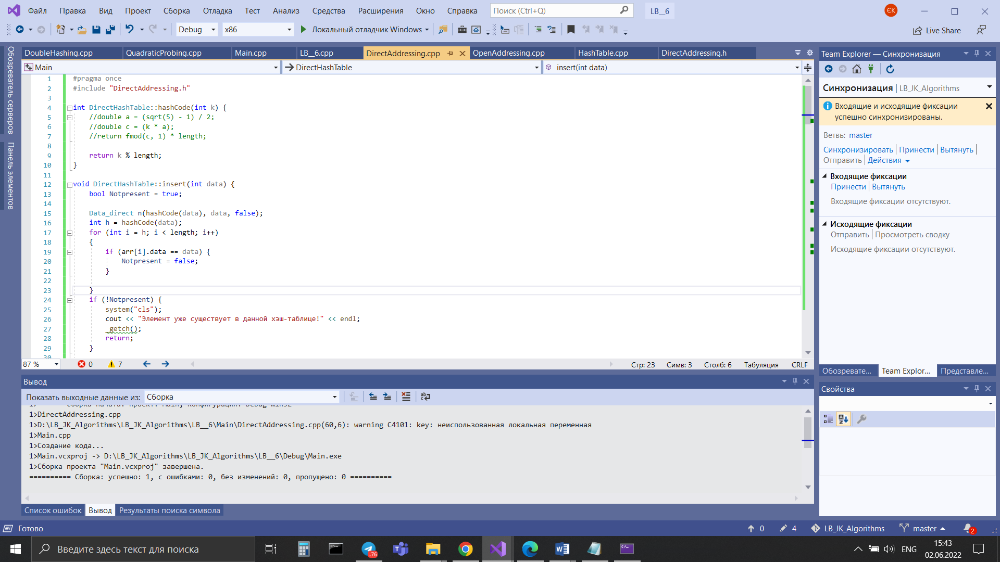 Файл Правка Вид Проект Сборка Отладка Тест Анализ Средства Расширения Окно Справка Поиск (Ctrl+Q) LB__6 ЄК
Debug x86 Локальный отладчик Windows Live Share
Обозреватель серверов
Панель элементов
DoubleHashing.cpp QuadraticProbing.cpp Main.cpp LB__6.cpp DirectAddressing.cpp OpenAddressing.cpp HashTable.cpp DirectAddressing.h
Main DirectHashTable insert(int data)
1 #pragma once
2 #include "DirectAddressing.h"
3
4 int DirectHashTable::hashCode(int k) {
5 //double a = (sqrt(5) - 1) / 2;
6 //double c = (k * a);
7 //return fmod(c, 1) * length;
8
9 return k % length;
10 }
11
12 void DirectHashTable::insert(int data) {
13 bool Notpresent = true;
14
15 Data_direct n(hashCode(data), data, false);
16 int h = hashCode(data);
17 for (int i = h; i < length; i++)
18 {
19 if (arr[i].data == data) {
20 Notpresent = false;
21 }
22
23 }
24 if (!Notpresent) {
25 system("cls");
26 cout << "Элемент уже существует в данной хэш-таблице!" << endl;
27 _getch();
28 return;
29 }
30
87 % 0 7 Стр: 23 Симв: 3 Столб: 6 Табуляция CRLF
Вывод
Показать выходные данные из: Сборка
1>------ Сборка начата: проект: Main, Конфигурация: Debug Win32 ------
1>DirectAddressing.cpp
1>D:\LB_JK_Algorithms\LB_JK_Algorithms\LB__6\Main\DirectAddressing.cpp(60,6): warning C4101: key: неиспользованная локальная переменная
1>Main.cpp
1>Создание кода...
1>Main.vcxproj -> D:\LB_JK_Algorithms\LB_JK_Algorithms\LB__6\Debug\Main.exe
1>Сборка проекта "Main.vcxproj" завершена.
========== Сборка: успешно: 1, с ошибками: 0, без изменений: 0, пропущено: 0 ==========
Список ошибок Вывод Результаты поиска символа
Team Explorer — Синхронизация
Синхронизация | LB_JK_Algorithms
Входящие и исходящие фиксации
успешно синхронизированы.
Ветвь: master
Синхронизировать | Принести | Вытянуть |
Отправить | Действия
Входящие фиксации
Принести | Вытянуть
Входящие фиксации отсутствуют.
Исходящие фиксации
Отправить | Просмотреть сводку
Исходящие фиксации отсутствуют.
Обозревате... Team Explor... Представле...
Свойства
Готово 0 4 LB_JK_Algorithms master 2
Введите здесь текст для поиска ..76 ENG 15:43
02.06.2022